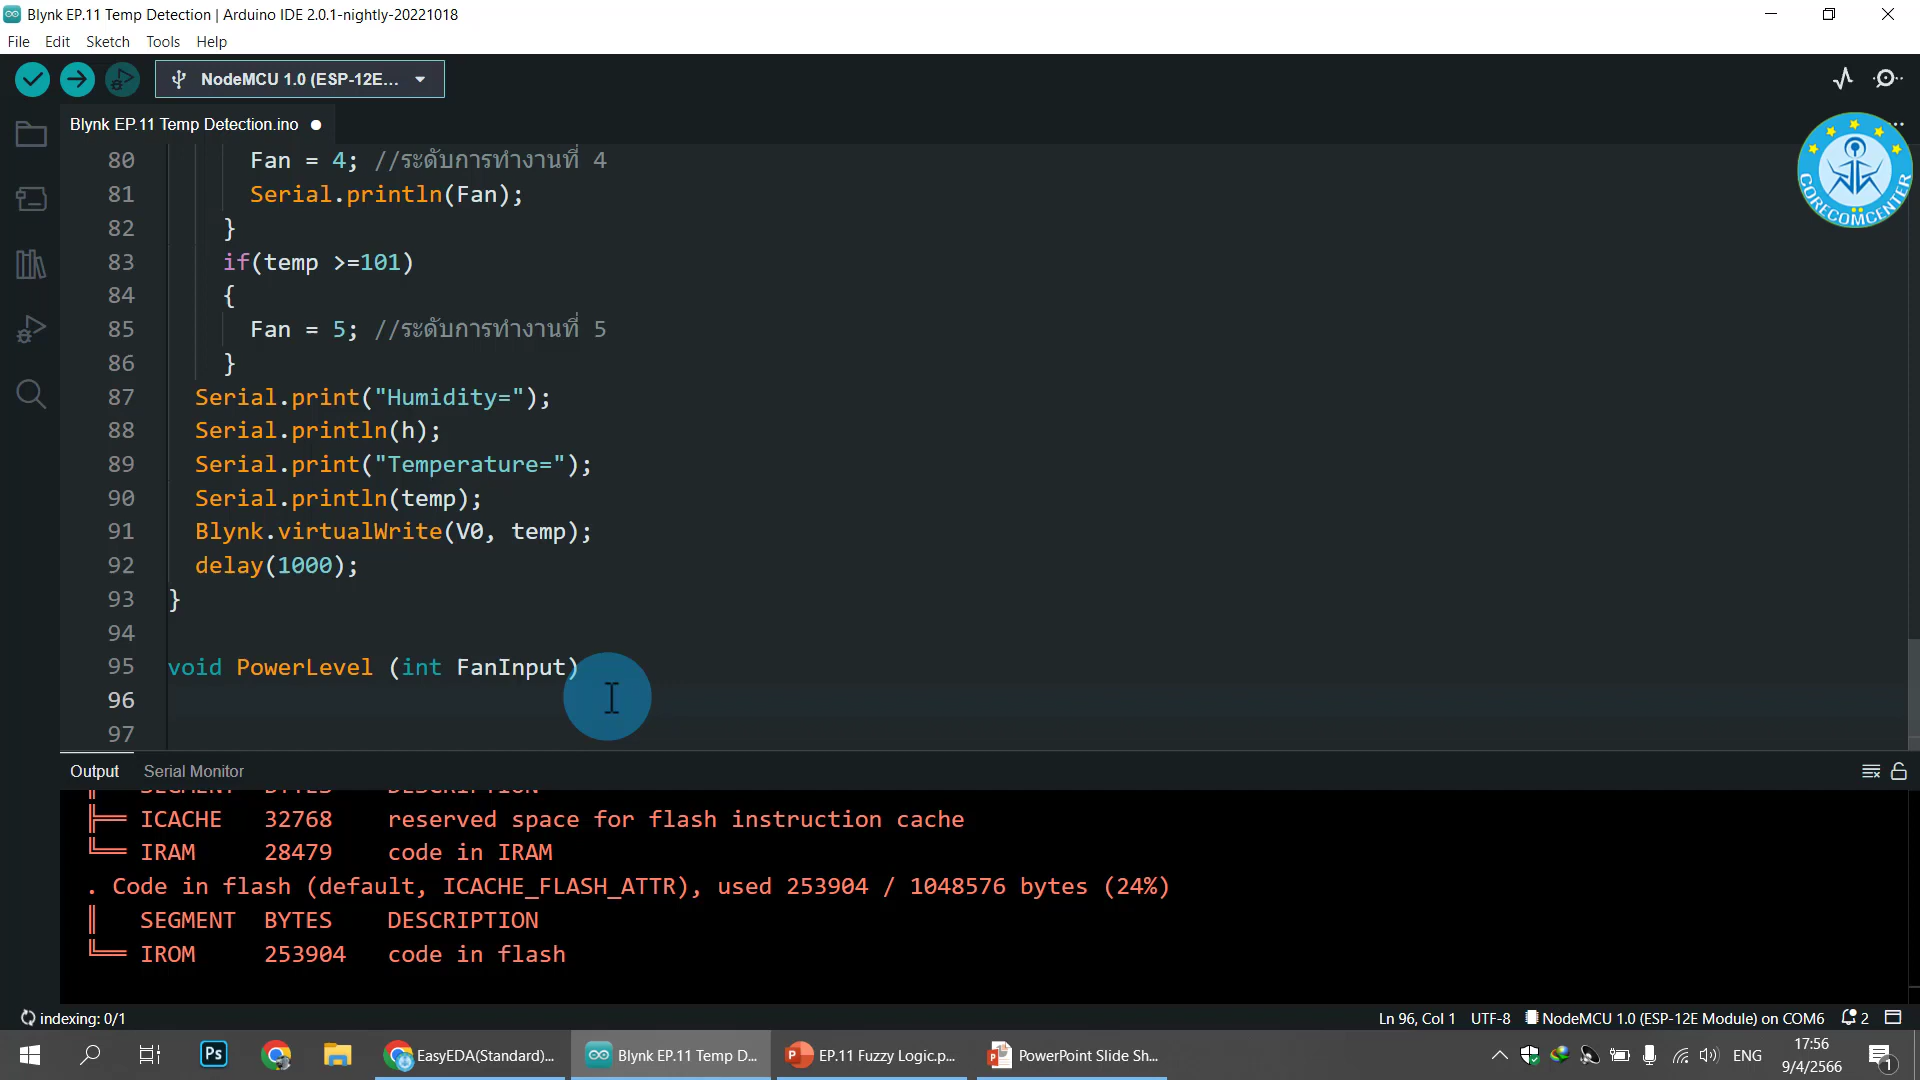 Blynk EP.11 Temp Detection | Arduino IDE 2.0.1-nightly-20221018
File Edit Sketch Tools Help
NodeMCU 1.0 (ESP-12E...
Blynk EP.11 Temp Detection.ino
CORECOMCENTER
80 Fan = 4; //ระดับการทำงานที่ 4
81 Serial.println(Fan);
82 }
83 if(temp >=101)
84 {
85 Fan = 5; //ระดับการทำงานที่ 5
86 }
87 Serial.print("Humidity=");
88 Serial.println(h);
89 Serial.print("Temperature=");
90 Serial.println(temp);
91 Blynk.virtualWrite(V0, temp);
92 delay(1000);
93 }
94
95 void PowerLevel (int FanInput)
96
97
Output Serial Monitor
SEGMENT BYTES DESCRIPTION
ICACHE 32768 reserved space for flash instruction cache
IRAM 28479 code in IRAM
. Code in flash (default, ICACHE_FLASH_ATTR), used 253904 / 1048576 bytes (24%)
SEGMENT BYTES DESCRIPTION
IROM 253904 code in flash
indexing: 0/1 Ln 96, Col 1 UTF-8 NodeMCU 1.0 (ESP-12E Module) on COM6 2
Ps EasyEDA(Standard)... Blynk EP.11 Temp D... EP.11 Fuzzy Logic.p... PowerPoint Slide Sh... ENG 17:56
9/4/2566 1